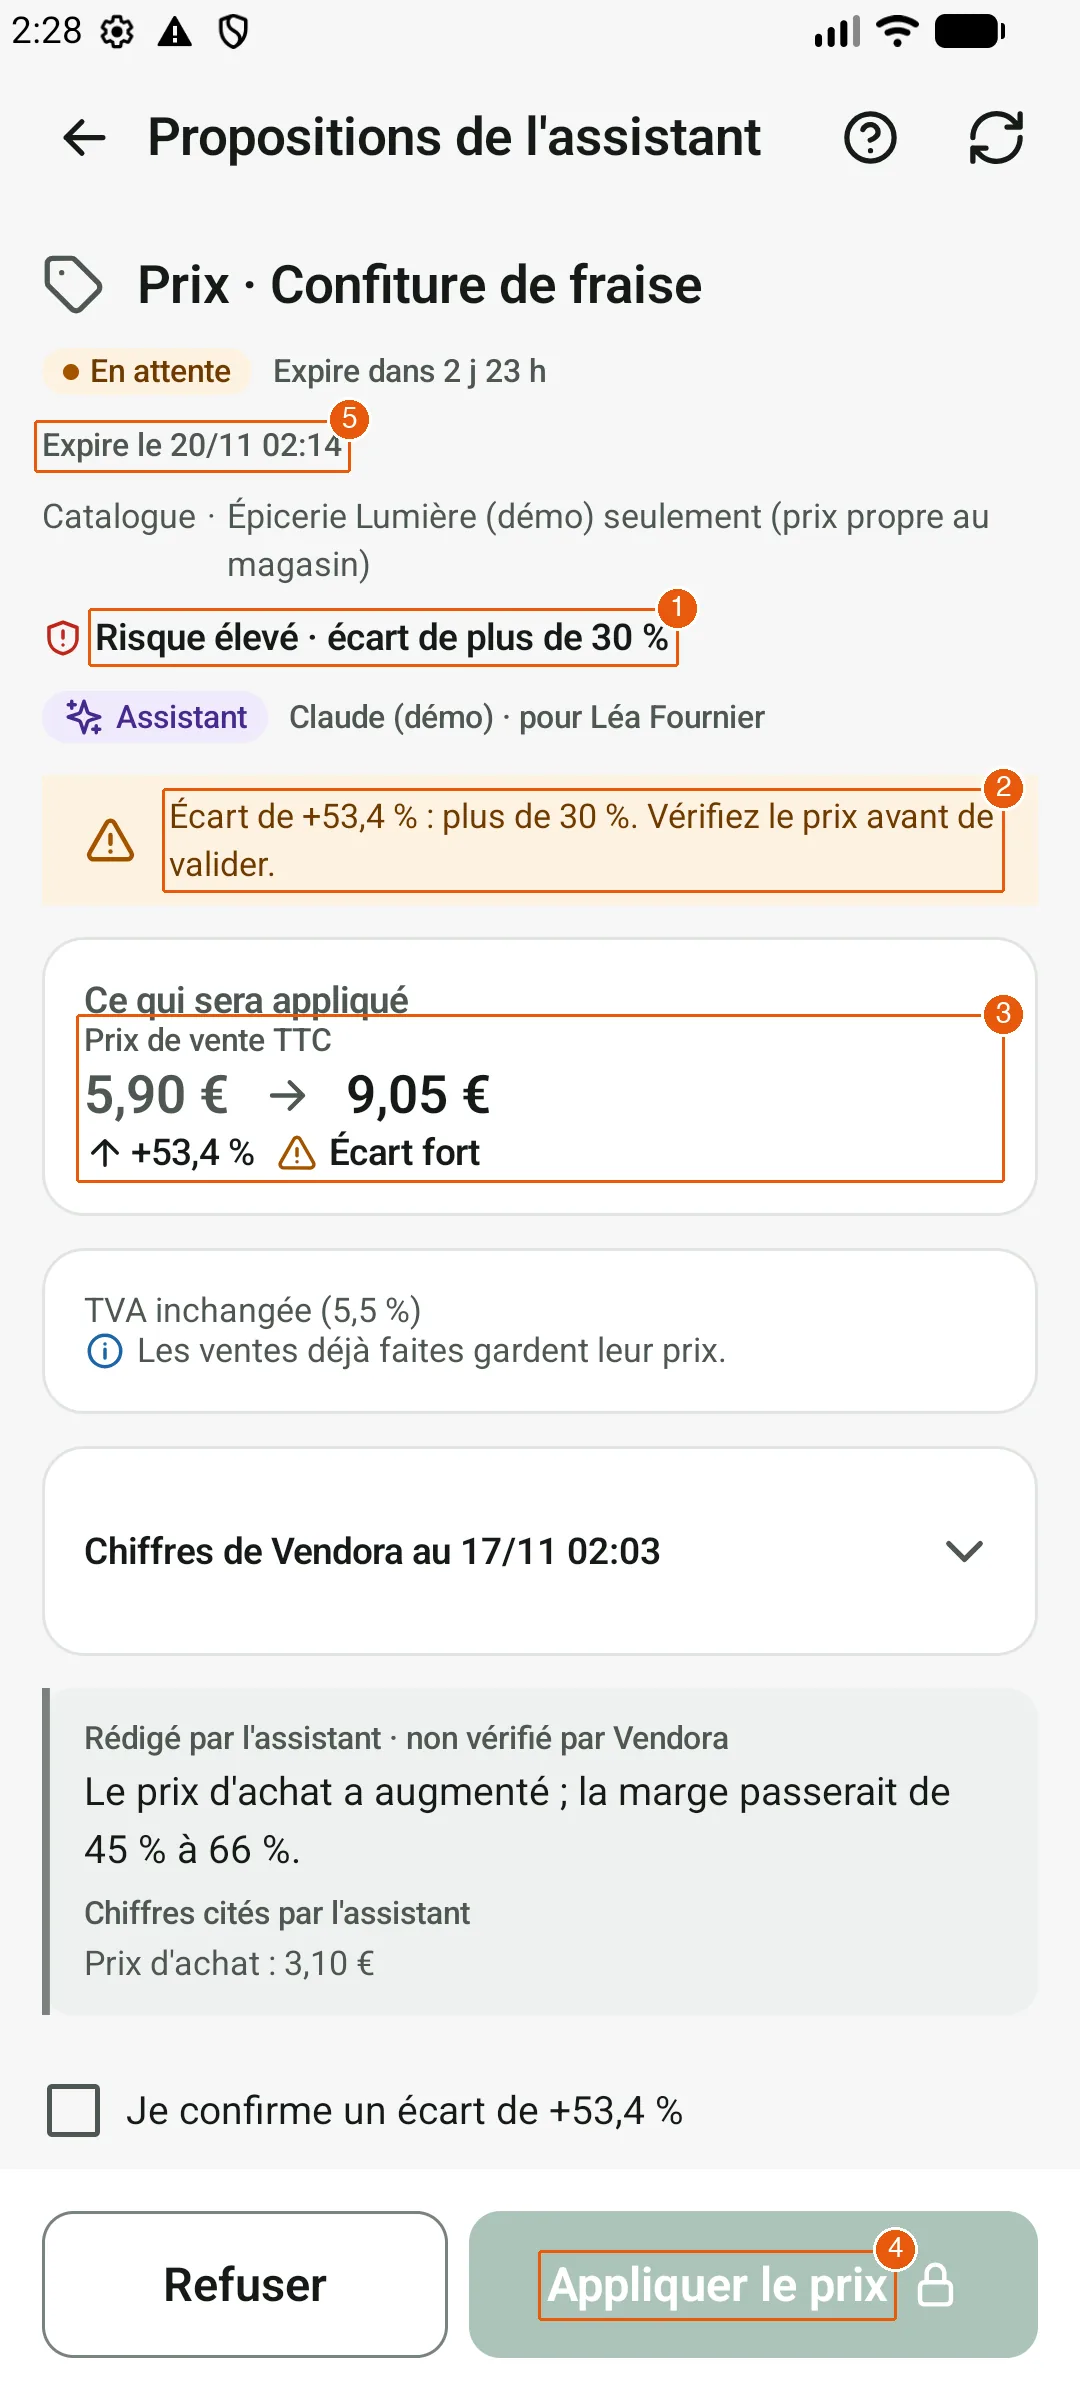 2:28
Propositions de l'assistant
Prix · Confiture de fraise
En attente Expire dans 2 j 23 h
5
Expire le 20/11 02:14
Catalogue · Épicerie Lumière (démo) seulement (prix propre au
magasin)
1
Risque élevé · écart de plus de 30 %
Assistant Claude (démo) · pour Léa Fournier
2
Écart de +53,4 % : plus de 30 %. Vérifiez le prix avant de
valider.
Ce qui sera appliqué
3
Prix de vente TTC
5,90 € → 9,05 €
↑ +53,4 % Écart fort
TVA inchangée (5,5 %)
Les ventes déjà faites gardent leur prix.
Chiffres de Vendora au 17/11 02:03
Rédigé par l'assistant · non vérifié par Vendora
Le prix d'achat a augmenté ; la marge passerait de
45 % à 66 %.
Chiffres cités par l'assistant
Prix d'achat : 3,10 €
Je confirme un écart de +53,4 %
4
Refuser Appliquer le prix